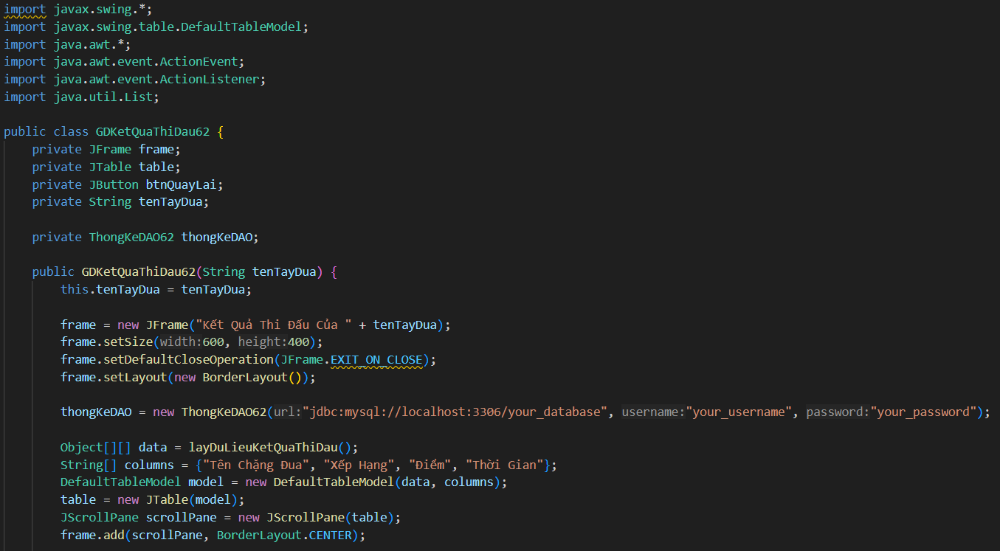 import javax.swing.*;
import javax.swing.table.DefaultTableModel;
import java.awt.*;
import java.awt.event.ActionEvent;
import java.awt.event.ActionListener;
import java.util.List;

public class GDKetQuaThiDau62 {
    private JFrame frame;
    private JTable table;
    private JButton btnQuayLai;
    private String tenTayDua;

    private ThongKeDAO62 thongKeDAO;

    public GDKetQuaThiDau62(String tenTayDua) {
        this.tenTayDua = tenTayDua;

        frame = new JFrame("Kết Quả Thi Đấu Của " + tenTayDua);
        frame.setSize(width:600, height:400);
        frame.setDefaultCloseOperation(JFrame.EXIT_ON_CLOSE);
        frame.setLayout(new BorderLayout());

        thongKeDAO = new ThongKeDAO62(url:"jdbc:mysql://localhost:3306/your_database", username:"your_username", password:"your_password");

        Object[][] data = layDuLieuKetQuaThiDau();
        String[] columns = {"Tên Chặng Đua", "Xếp Hạng", "Điểm", "Thời Gian"};
        DefaultTableModel model = new DefaultTableModel(data, columns);
        table = new JTable(model);
        JScrollPane scrollPane = new JScrollPane(table);
        frame.add(scrollPane, BorderLayout.CENTER);